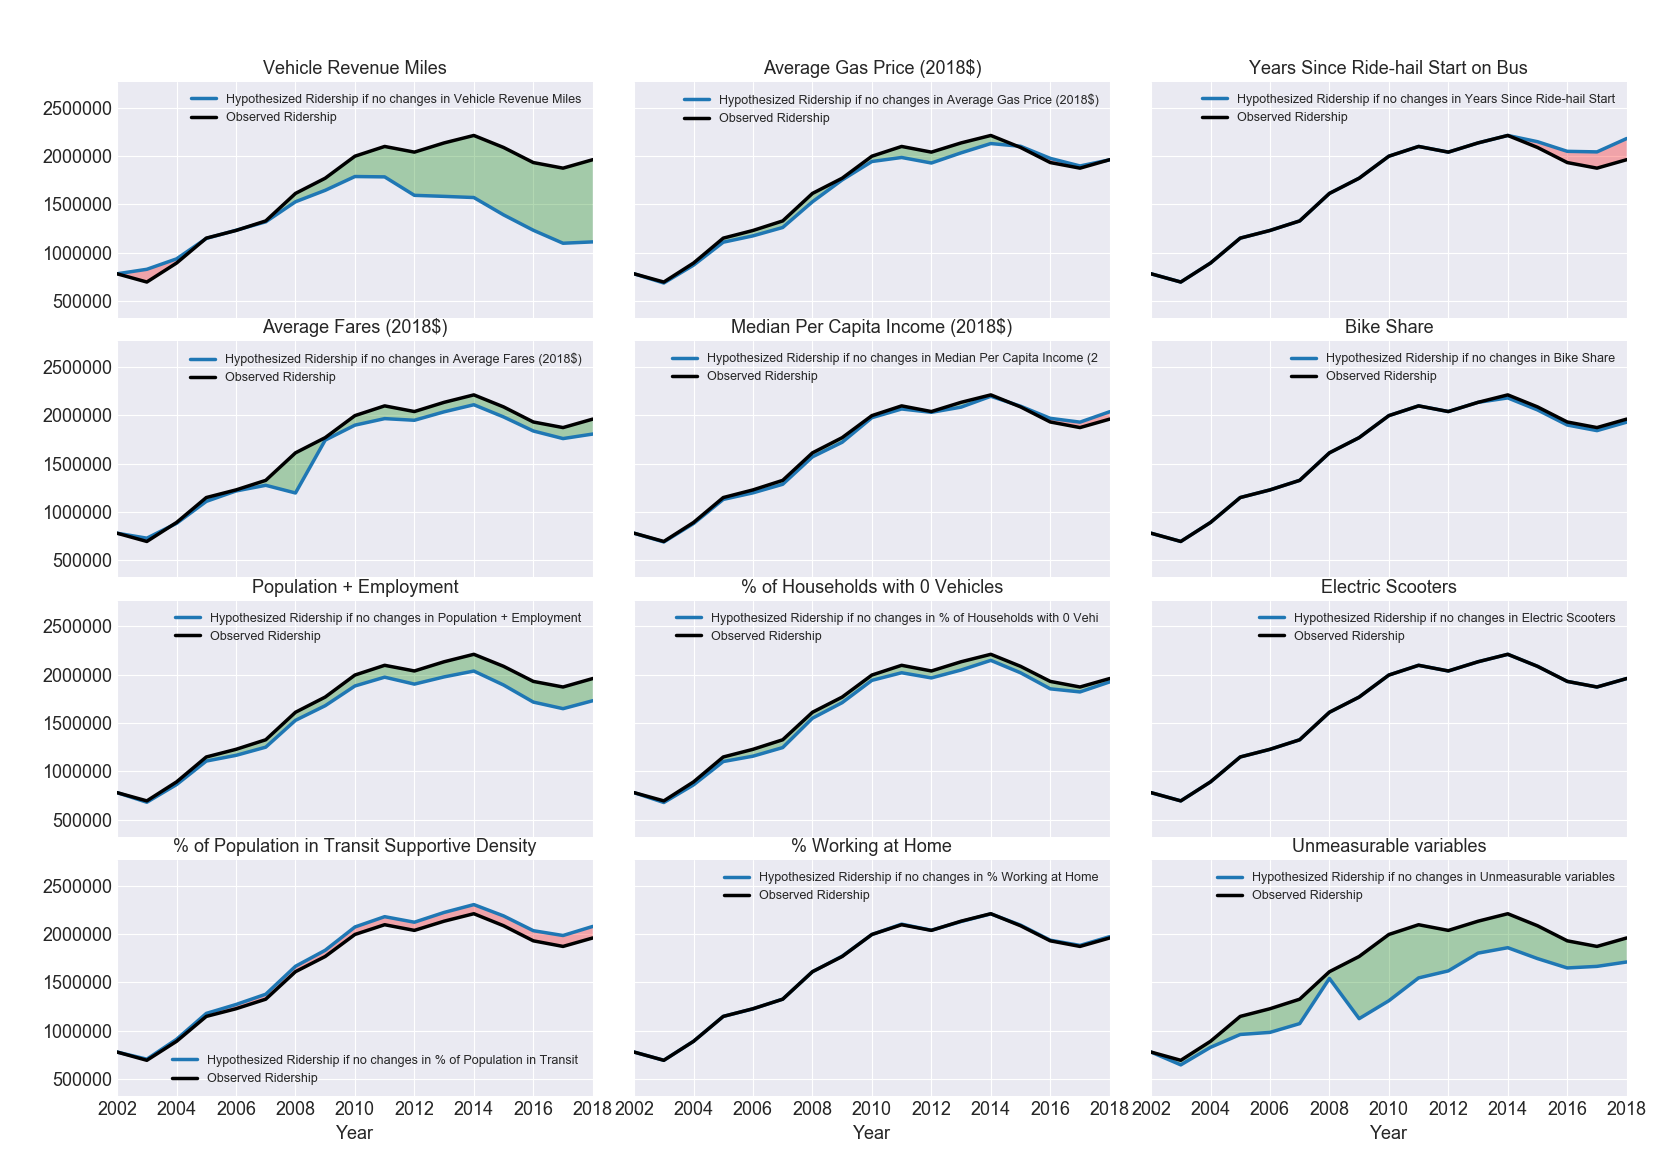 Vehicle Revenue Miles
Hypothesized Ridership if no changes in Vehicle Revenue Miles
Observed Ridership
2500000
2000000
1500000
1000000
500000
Average Gas Price (2018$)
Hypothesized Ridership if no changes in Average Gas Price (2018$)
Observed Ridership
Years Since Ride-hail Start on Bus
Hypothesized Ridership if no changes in Years Since Ride-hail Start
Observed Ridership
Average Fares (2018$)
Hypothesized Ridership if no changes in Average Fares (2018$)
Observed Ridership
2500000
2000000
1500000
1000000
500000
Median Per Capita Income (2018$)
Hypothesized Ridership if no changes in Median Per Capita Income (2
Observed Ridership
Bike Share
Hypothesized Ridership if no changes in Bike Share
Observed Ridership
Population + Employment
Hypothesized Ridership if no changes in Population + Employment
Observed Ridership
2500000
2000000
1500000
1000000
500000
% of Households with 0 Vehicles
Hypothesized Ridership if no changes in % of Households with 0 Vehi
Observed Ridership
Electric Scooters
Hypothesized Ridership if no changes in Electric Scooters
Observed Ridership
% of Population in Transit Supportive Density
2500000
2000000
1500000
1000000
500000
Hypothesized Ridership if no changes in % of Population in Transit
Observed Ridership
2002 2004 2006 2008 2010 2012 2014 2016 2018
Year
% Working at Home
Hypothesized Ridership if no changes in % Working at Home
Observed Ridership
2002 2004 2006 2008 2010 2012 2014 2016 2018
Year
Unmeasurable variables
Hypothesized Ridership if no changes in Unmeasurable variables
Observed Ridership
2002 2004 2006 2008 2010 2012 2014 2016 2018
Year